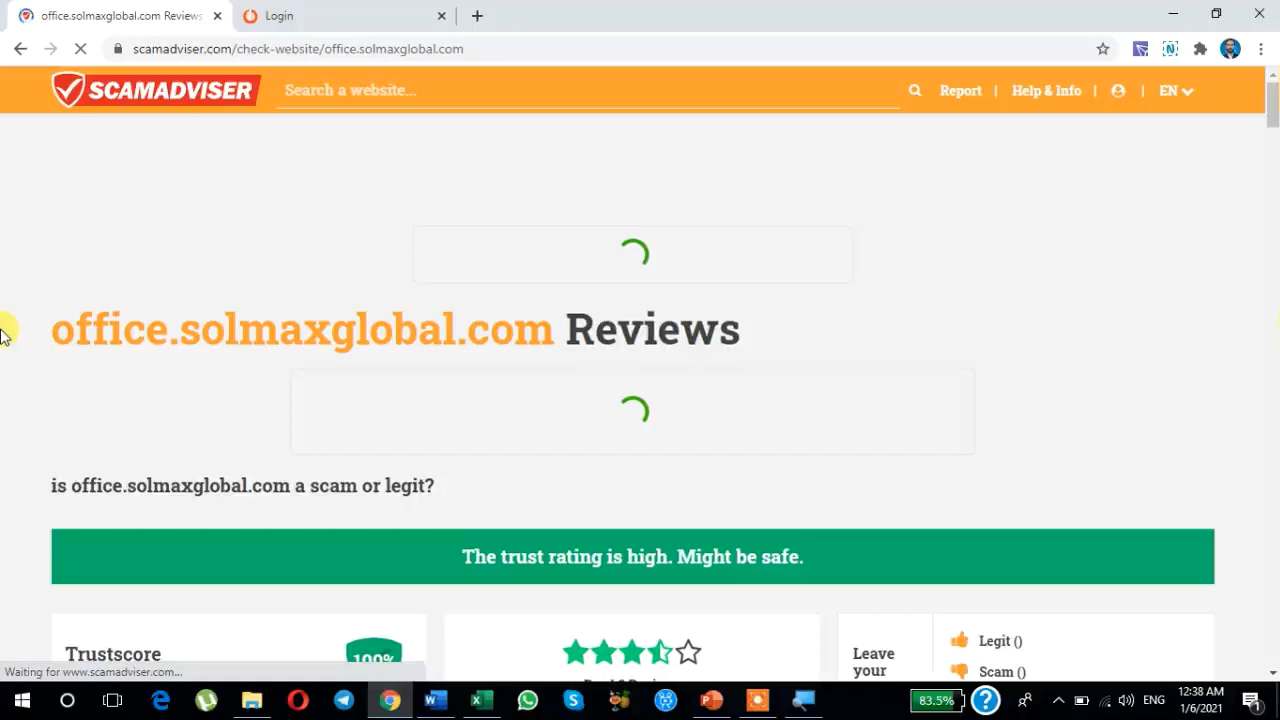 office.solmaxglobal.com Reviews
Login
scamadviser.com/check-website/office.solmaxglobal.com
SCAMADVISER
Search a website...
Report | Help & Info | | EN
office.solmaxglobal.com Reviews
is office.solmaxglobal.com a scam or legit?
The trust rating is high. Might be safe.
Trustscore
100%
Leave
your
Legit ()
Scam ()
Waiting for www.scamadviser.com...
83.5%
ENG
12:38 AM
1/6/2021